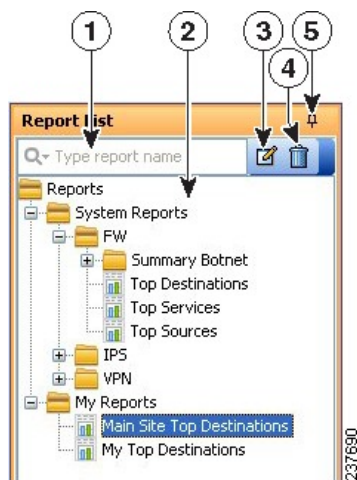 1 2 3 4 5
Report List
Type report name
Reports
System Reports
FW
Summary Botnet
Top Destinations
Top Services
Top Sources
IPS
VPN
My Reports
Main Site Top Destinations
My Top Destinations
237690